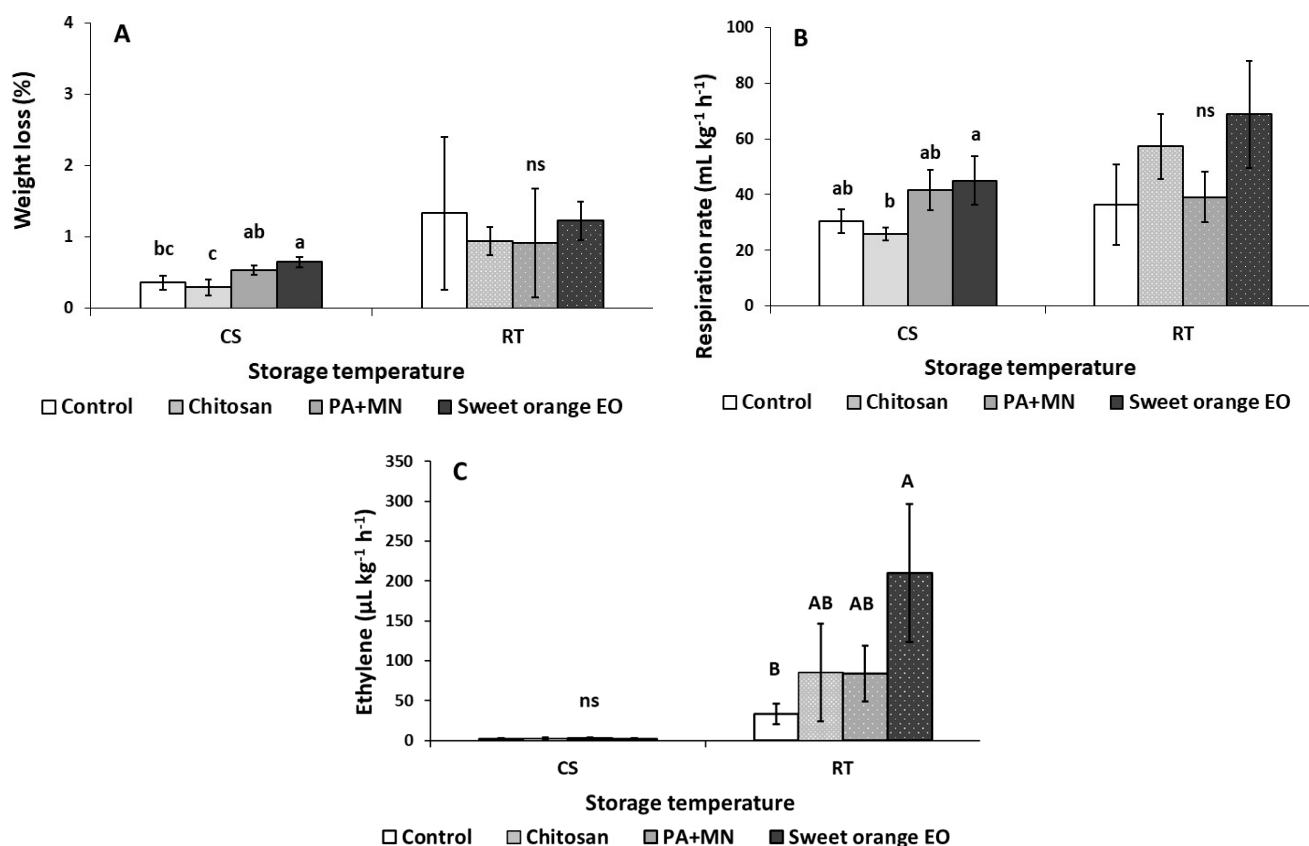 A
Weight loss (%)
4
3
2
1
0
bc
c
ab
a
ns
CS
RT
Storage temperature
Control
Chitosan
PA+MN
Sweet orange EO
B
Respiration rate (mL kg⁻¹ h⁻¹)
100
80
60
40
20
0
ab
b
ab
a
ns
CS
RT
Storage temperature
Control
Chitosan
PA+MN
Sweet orange EO
C
Ethylene (µL kg⁻¹ h⁻¹)
350
300
250
200
150
100
50
0
ns
B
AB
AB
A
CS
RT
Storage temperature
Control
Chitosan
PA+MN
Sweet orange EO